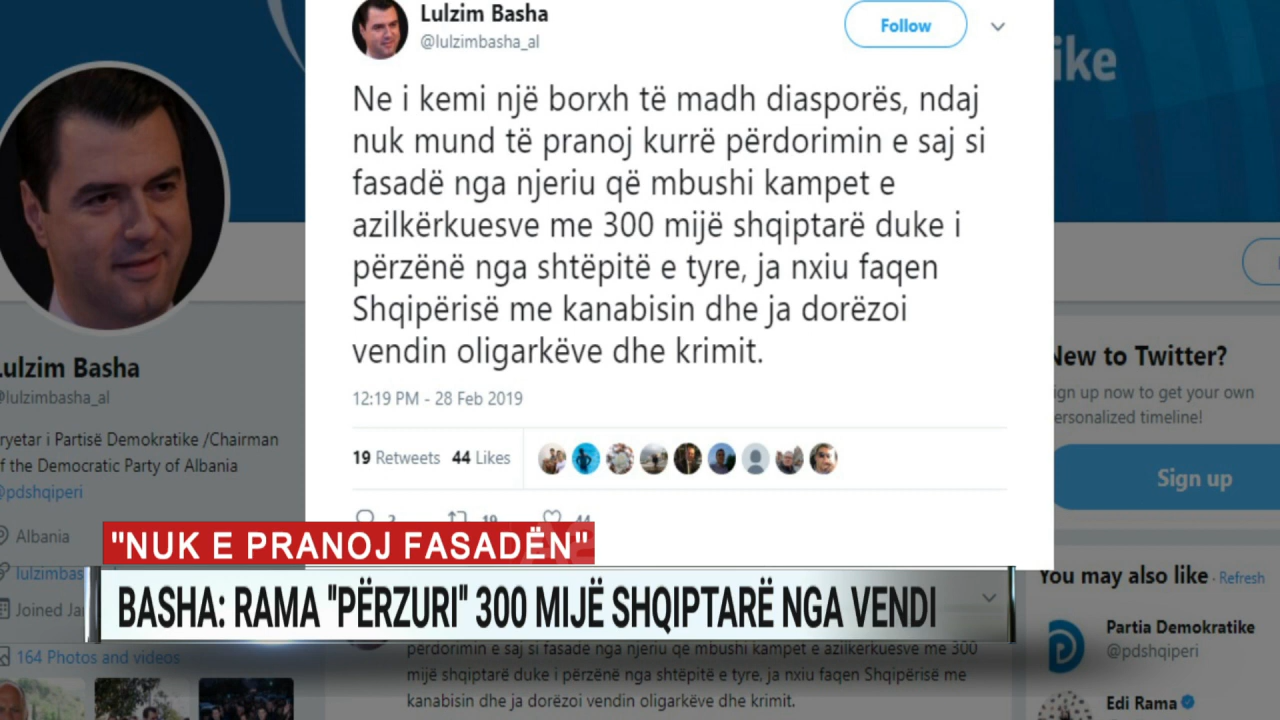 Lulzim Basha
@lulzimbasha_al
Follow
Ne i kemi një borxh të madh diasporës, ndaj
nuk mund të pranoj kurrë përdorimin e saj si
fasadë nga njeriu që mbushi kampet e
azilkërkuesve me 300 mijë shqiptarë duke i
përzënë nga shtëpitë e tyre, ja nxiu faqen
Shqipërisë me kanabisin dhe ja dorëzoi
vendin oligarkëve dhe krimit.
12:19 PM - 28 Feb 2019
19 Retweets 44 Likes
19 44
ike
ulzim Basha
@lulzimbasha_al
ryetar i Partisë Demokratike /Chairman
f the Democratic Party of Albania
@pdshqiperi
Albania
lulzimbas
Joined Ja
164 Photos and videos
New to Twitter?
ign up now to get your own
ersonalized timeline!
Sign up
You may also like · Refresh
Partia Demokratike
@pdshqiperi
Edi Rama
"NUK E PRANOJ FASADËN"
BASHA: RAMA "PËRZURI" 300 MIJË SHQIPTARË NGA VENDI
përdorimin e saj si fasadë nga njeriu që mbushi kampet e azilkërkuesve me 300
mijë shqiptarë duke i përzënë nga shtëpitë e tyre, ja nxiu faqen Shqipërisë me
kanabisin dhe ja dorëzoi vendin oligarkëve dhe krimit.